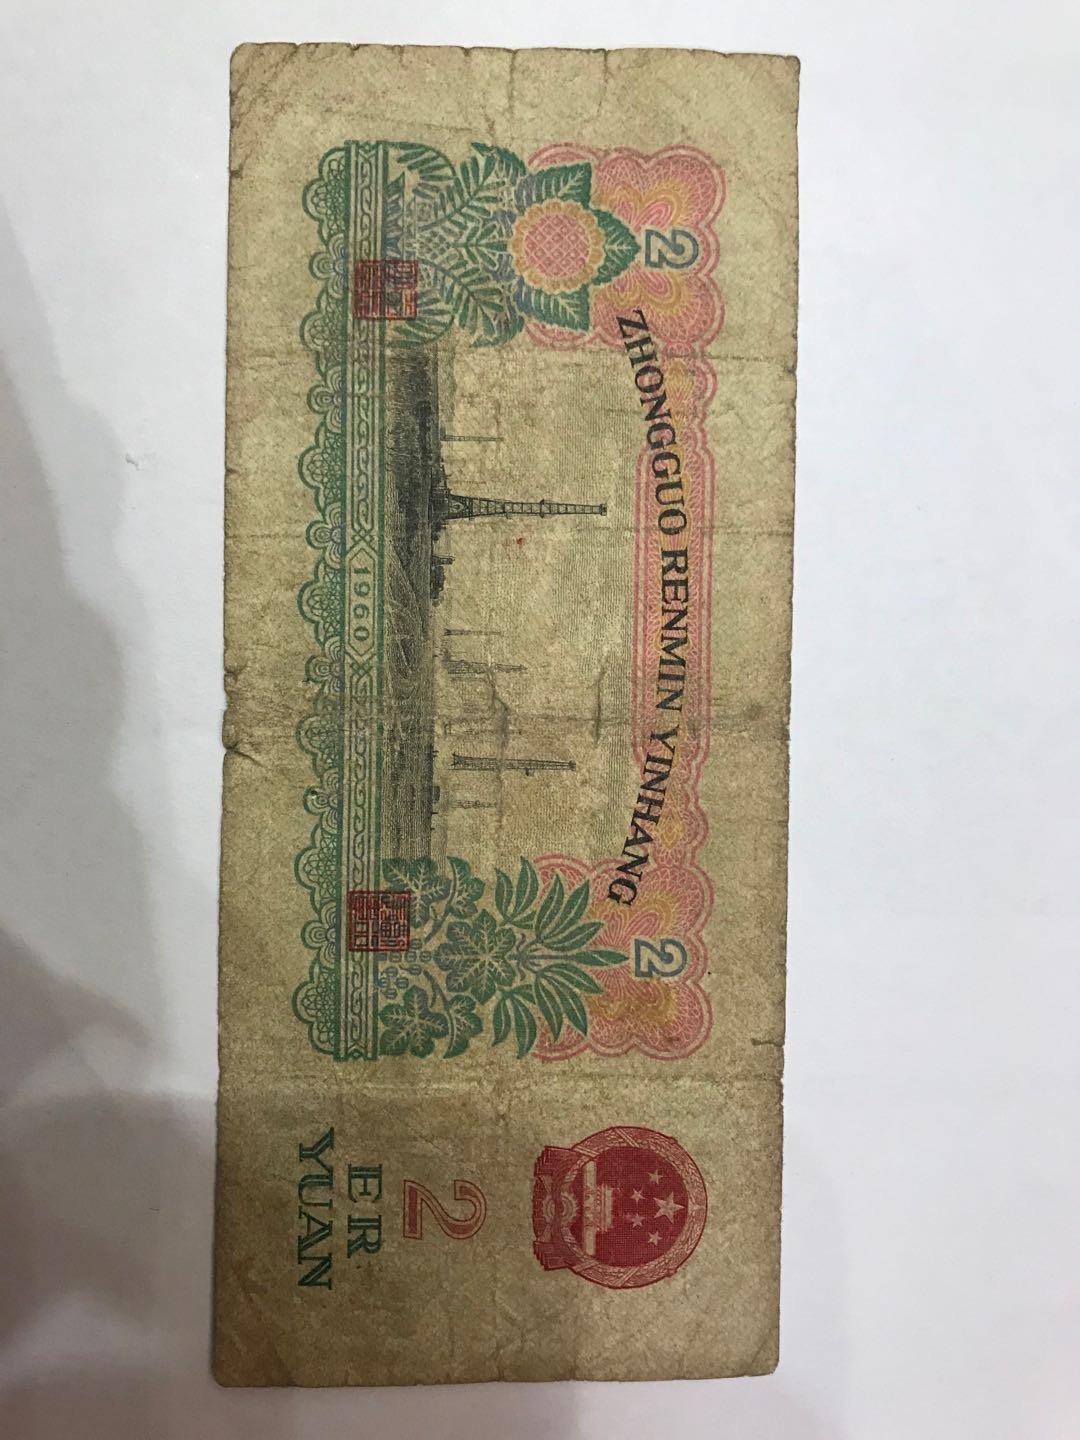 ZHONGGUO RENMIN YINHANG
2
2
1960
2
ER
YUAN